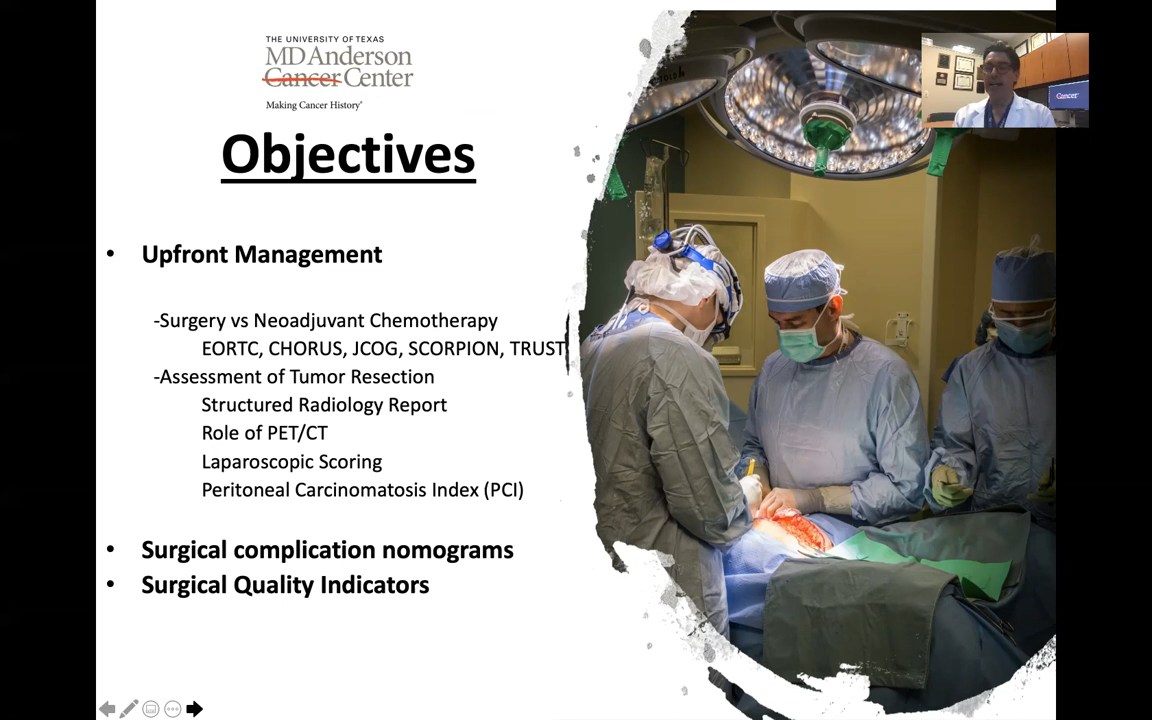 THE UNIVERSITY OF TEXAS
MD Anderson
Cancer Center
Making Cancer History®
Objectives
• Upfront Management
-Surgery vs Neoadjuvant Chemotherapy
EORTC, CHORUS, JCOG, SCORPION, TRUST
-Assessment of Tumor Resection
Structured Radiology Report
Role of PET/CT
Laparoscopic Scoring
Peritoneal Carcinomatosis Index (PCI)
• Surgical complication nomograms
• Surgical Quality Indicators
Cancer